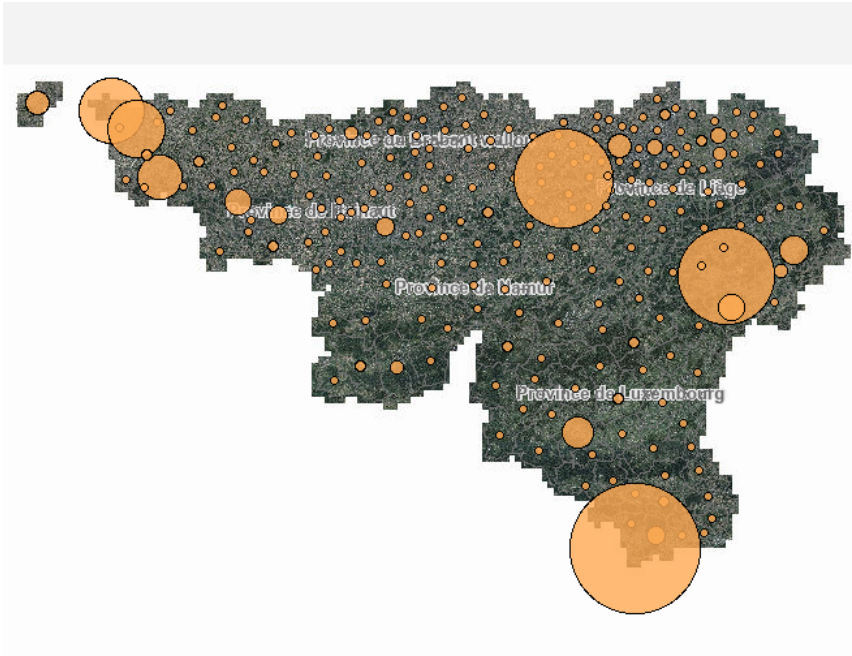 Province du Brabant wallon
Province de Liège
Province de Hainaut
Province de Namur
Province de Luxembourg